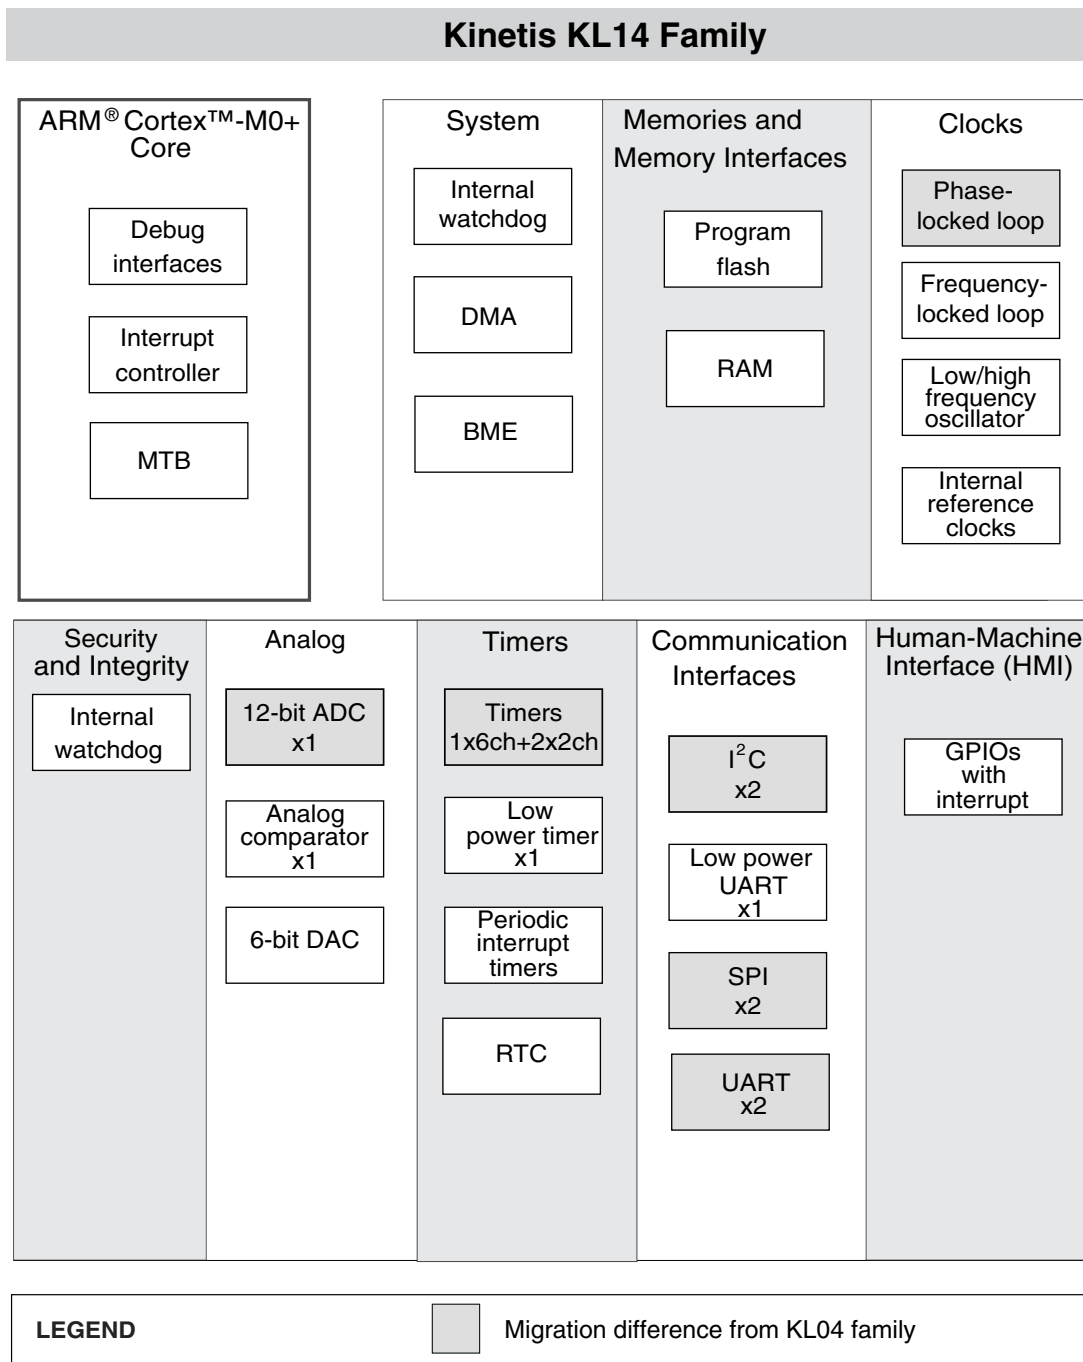 Kinetis KL14 Family
ARM® Cortex™-M0+
Core
Debug
interfaces
Interrupt
controller
MTB
System
Internal
watchdog
DMA
BME
Memories and
Memory Interfaces
Program
flash
RAM
Clocks
Phase-
locked loop
Frequency-
locked loop
Low/high
frequency
oscillator
Internal
reference
clocks
Security
and Integrity
Internal
watchdog
Analog
12-bit ADC
x1
Analog
comparator
x1
6-bit DAC
Timers
Timers
1x6ch+2x2ch
Low
power timer
x1
Periodic
interrupt
timers
RTC
Communication
Interfaces
I²C
x2
Low power
UART
x1
SPI
x2
UART
x2
Human-Machine
Interface (HMI)
GPIOs
with
interrupt
LEGEND
Migration difference from KL04 family